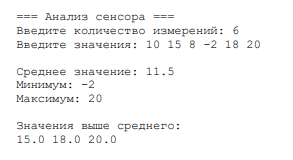 === Анализ сенсора ===
Введите количество измерений: 6
Введите значения: 10 15 8 -2 18 20
Среднее значение: 11.5
Минимум: -2
Максимум: 20
Значения выше среднего:
15.0 18.0 20.0